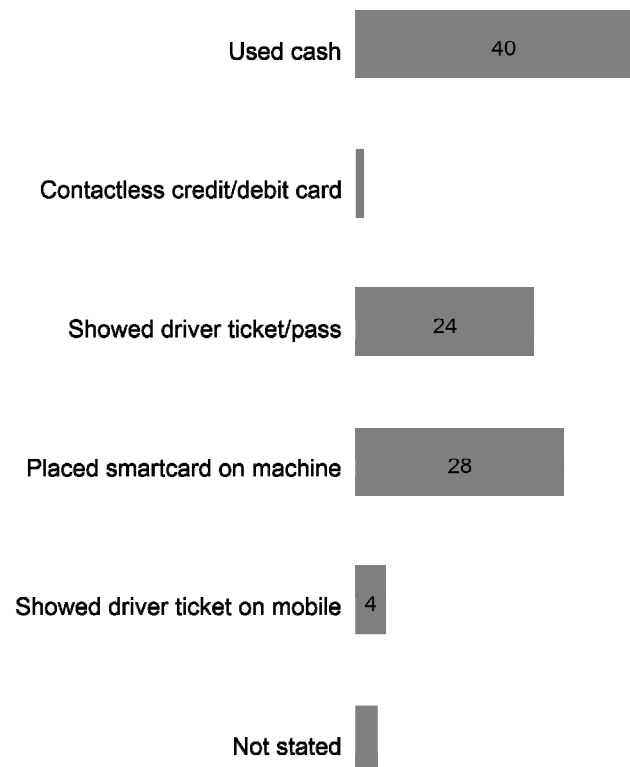 Used cash 40
Contactless credit/debit card
Showed driver ticket/pass 24
Placed smartcard on machine 28
Showed driver ticket on mobile 4
Not stated